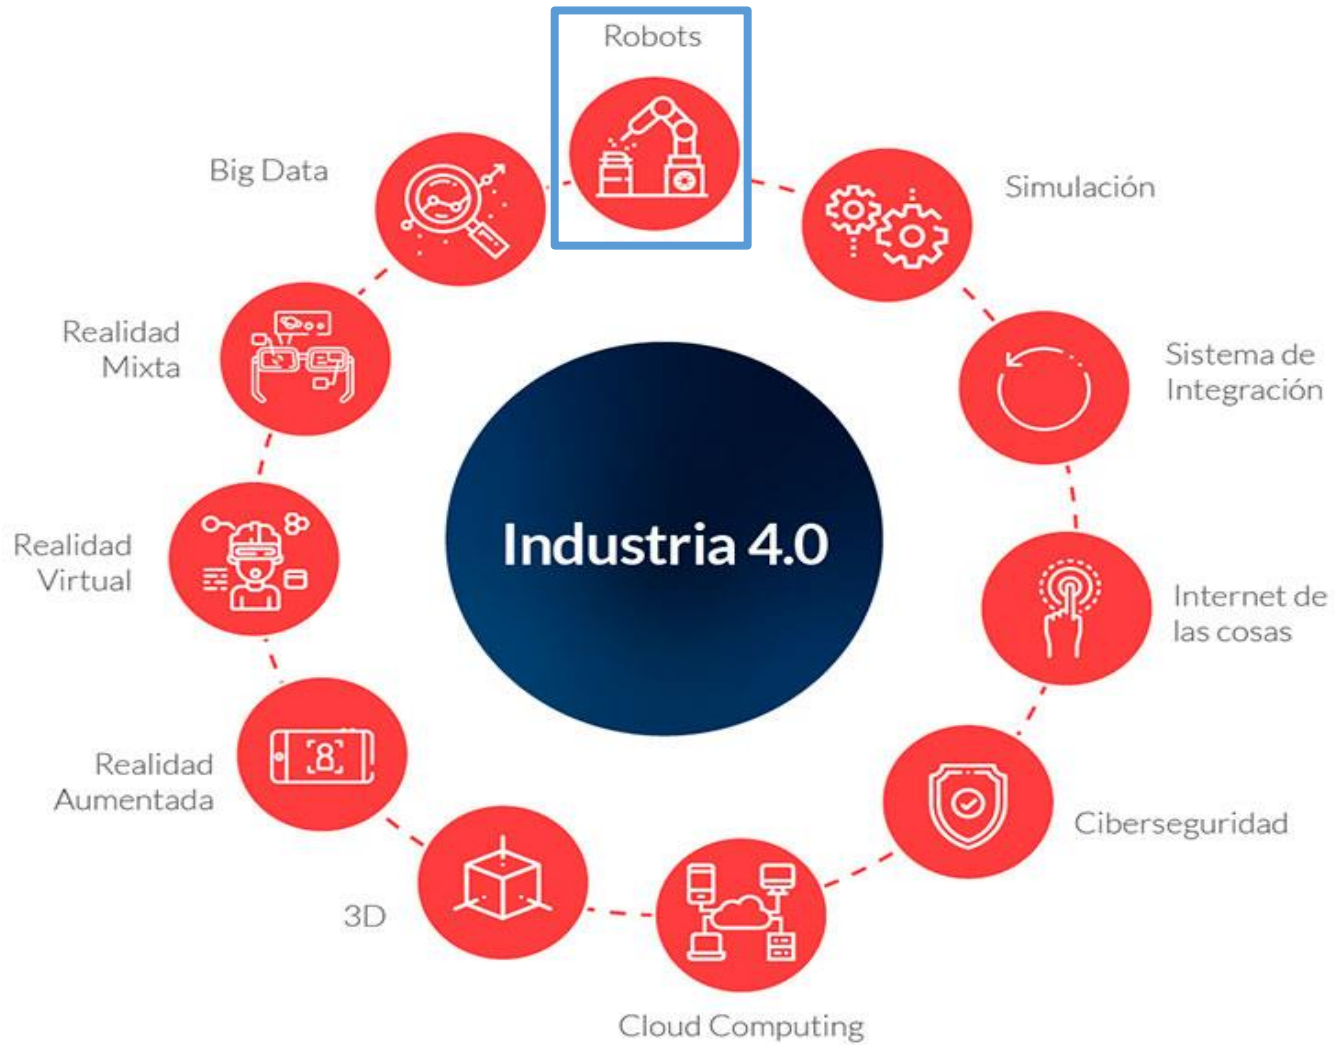 Robots
Big Data
Simulación
Realidad
Mixta
Sistema de
Integración
Industria 4.0
Realidad
Virtual
Internet de
las cosas
Realidad
Aumentada
Ciberseguridad
3D
Cloud Computing